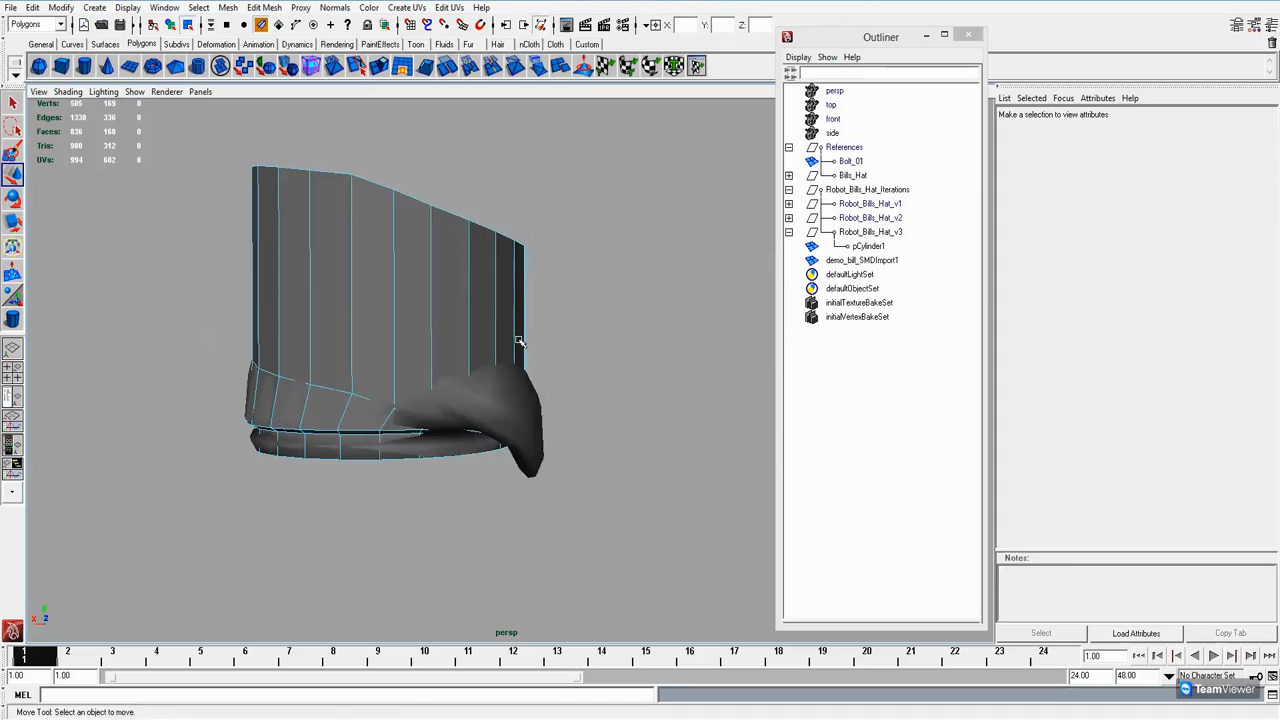 File Edit Modify Create Display Window Select Mesh Edit Mesh Proxy Normals Color Create UVs Edit UVs Help
Polygons X: Y: Z:
General Curves Surfaces Polygons Subdivs Deformation Animation Dynamics Rendering PaintEffects Toon Fluids Fur Hair nCloth Cloth Custom
View Shading Lighting Show Renderer Panels
Verts: 505 169 0
Edges: 1338 336 0
Faces: 836 168 0
Tris: 980 312 0
UVs: 994 602 0
persp
Outliner
Display Show Help
persp
top
front
side
References
Bolt_01
Bills_Hat
Robot_Bills_Hat_Iterations
Robot_Bills_Hat_v1
Robot_Bills_Hat_v2
Robot_Bills_Hat_v3
pCylinder1
demo_bill_SMDImport1
defaultLightSet
defaultObjectSet
initialTextureBakeSet
initialVertexBakeSet
List Selected Focus Attributes Help
Make a selection to view attributes
Notes:
Select Load Attributes Copy Tab
1 2 3 4 5 6 7 8 9 10 11 12 13 14 15 16 17 18 19 20 21 22 23 24
1
1.00
1.00 1.00 24.00 48.00 No Character Set
MEL
TeamViewer
Move Tool: Select an object to move.